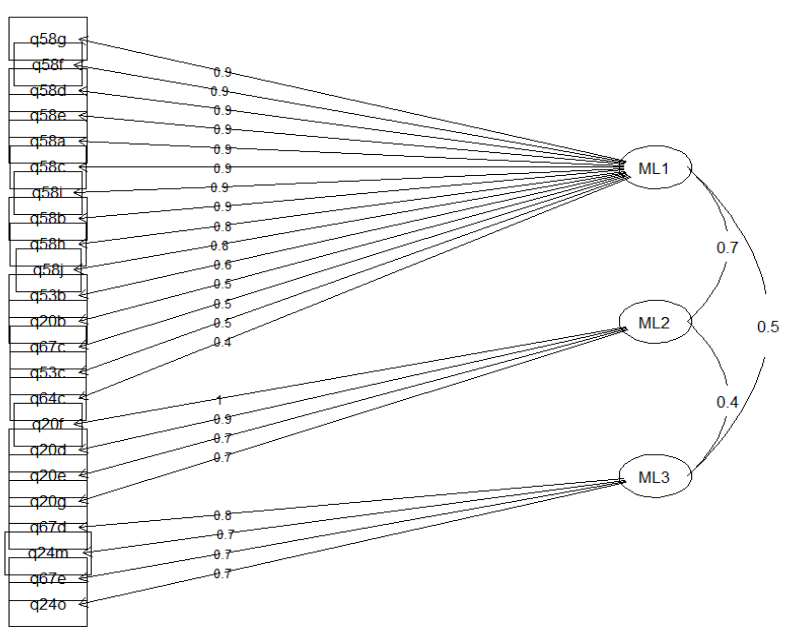 q58g
q58f
q58d
q58e
q58a
q58c
q58i
q58b
q58h
q58j
q53b
q20b
q67c
q53c
q64c
q20f
q20d
q20e
q20g
q67d
q24m
q67e
q24o
0.9
0.9
0.9
0.9
0.9
0.9
0.9
0.9
0.8
0.8
0.6
0.5
0.5
0.5
0.4
1
0.9
0.7
0.7
0.8
0.7
0.7
0.7
ML1
ML2
ML3
0.7
0.5
0.4